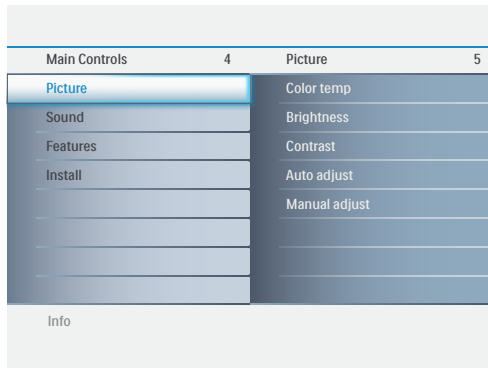 Main Controls 4 Picture 5
Picture Color temp
Sound Brightness
Features Contrast
Install Auto adjust
Manual adjust
Info